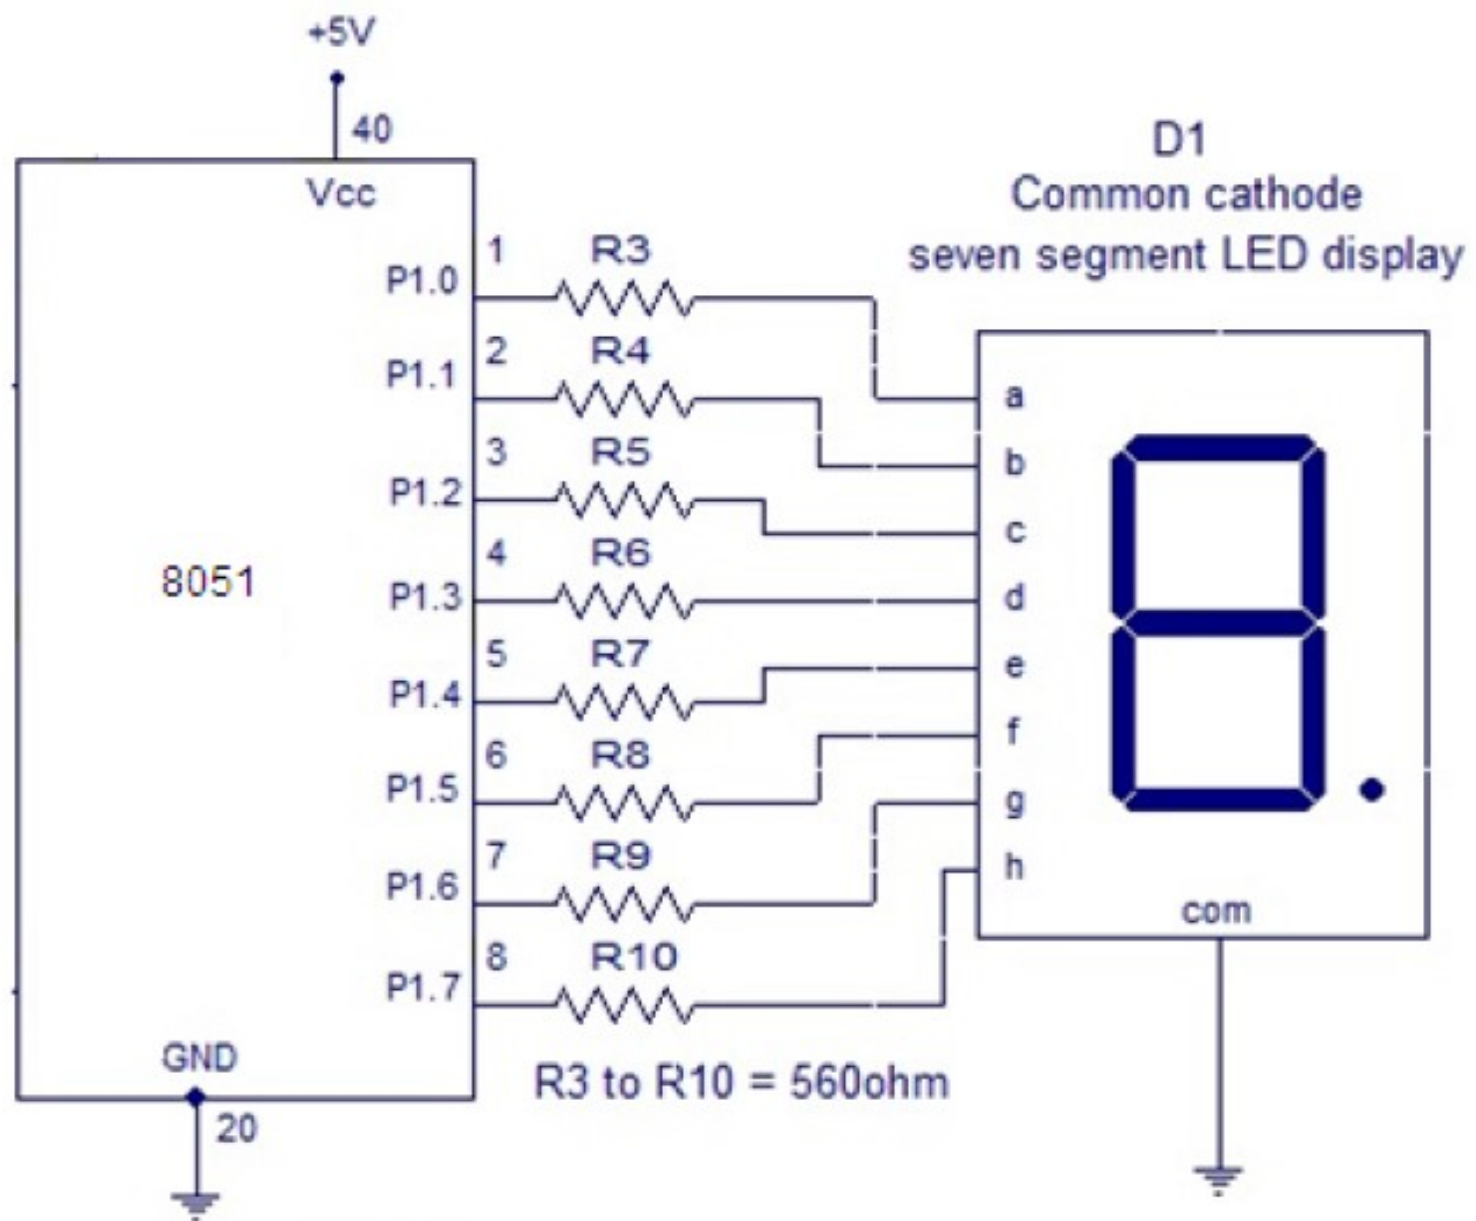 +5V
40
Vcc
D1
Common cathode
seven segment LED display
8051
P1.0
1
R3
a
P1.1
2
R4
b
P1.2
3
R5
c
P1.3
4
R6
d
P1.4
5
R7
e
P1.5
6
R8
f
P1.6
7
R9
g
P1.7
8
R10
h
com
GND
20
R3 to R10 = 560ohm